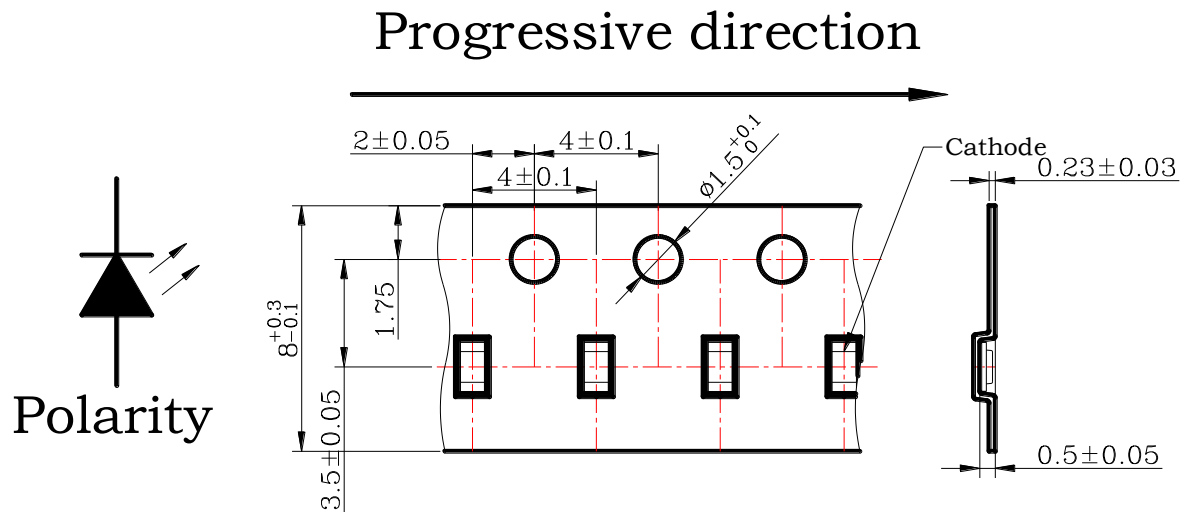 Progressive direction
2±0.05
4±0.1
4±0.1
ø1.5 +0.1 0
Cathode
0.23±0.03
1.75
8 +0.3 -0.1
3.5±0.05
Polarity
0.5±0.05